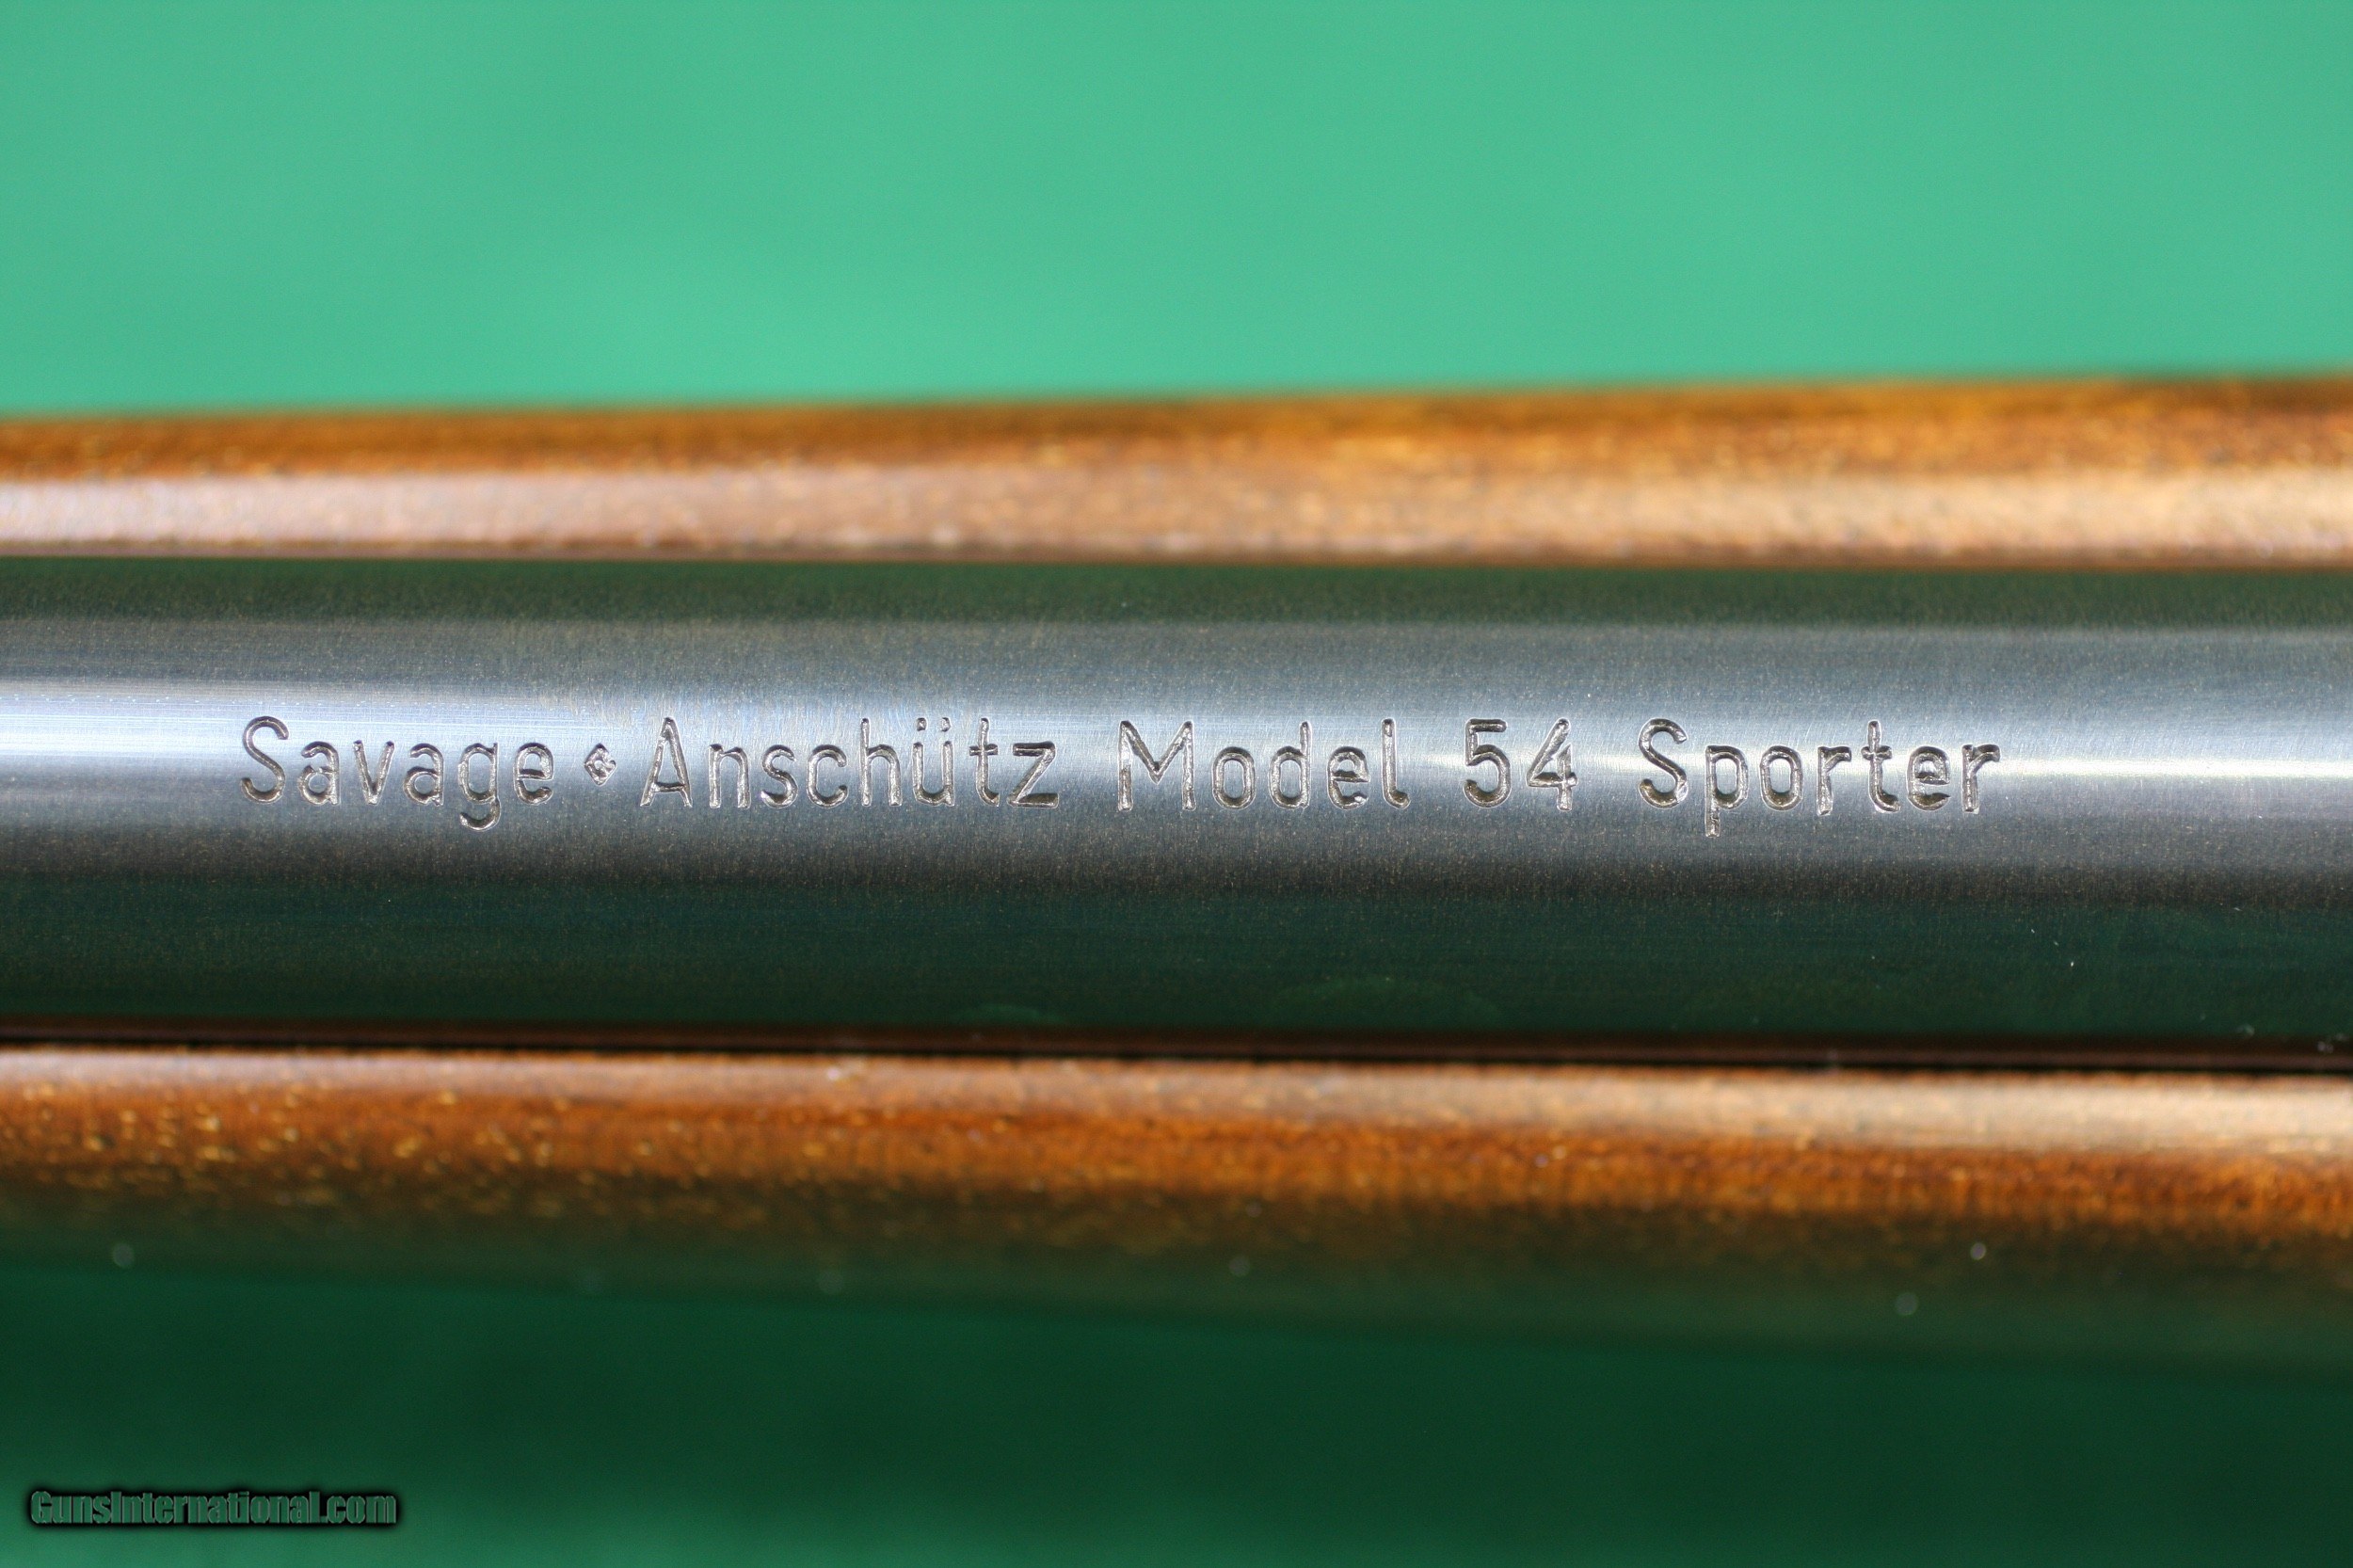 Savage ⋄ Anschütz Model 54 Sporter
GunsInternational.com